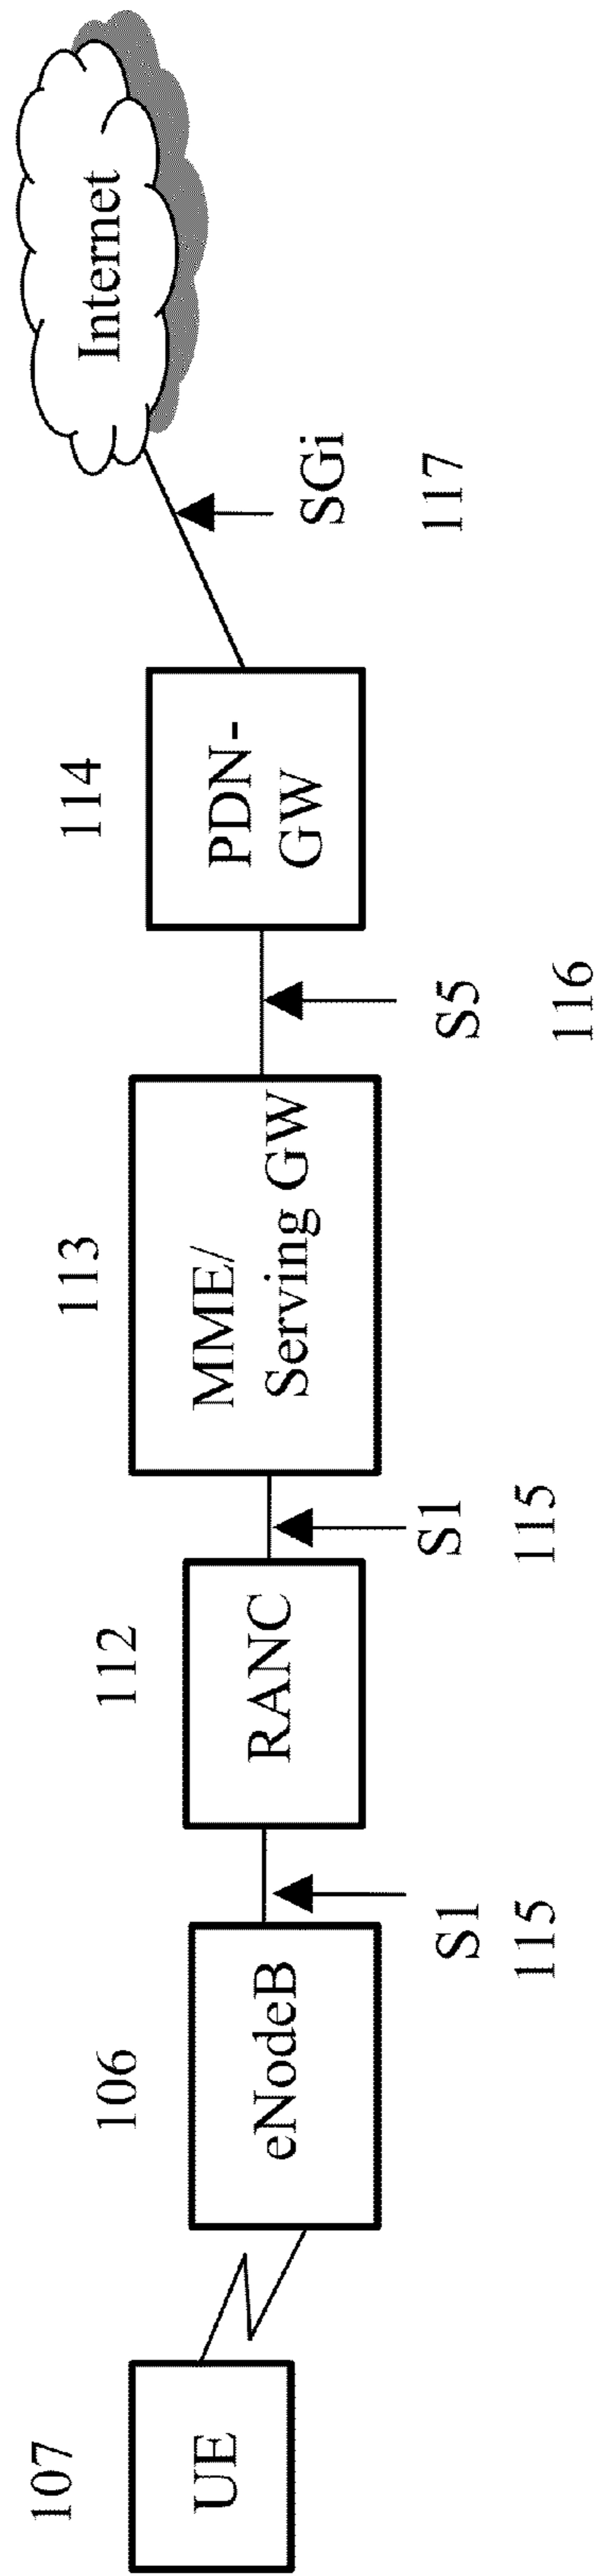 107
UE
106
eNodeB
S1
115
112
RANC
S1
115
113
MME/
Serving GW
S5
116
114
PDN-
GW
SGi
117
Internet